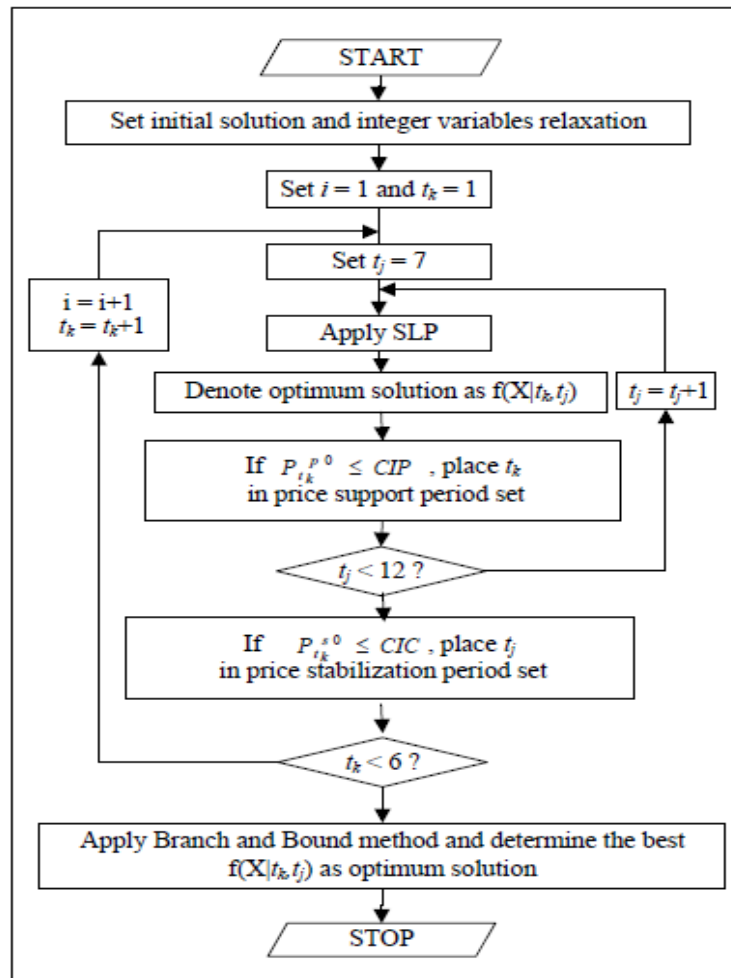 START
Set initial solution and integer variables relaxation
Set i = 1 and t_k = 1
Set t_j = 7
i = i+1
t_k = t_k+1
Apply SLP
Denote optimum solution as f(X|t_k,t_j)
t_j = t_j+1
If P_{t_k}^{p 0} ≤ CIP , place t_k
in price support period set
t_j < 12 ?
If P_{t_k}^{s 0} ≤ CIC , place t_j
in price stabilization period set
t_k < 6 ?
Apply Branch and Bound method and determine the best
f(X|t_k,t_j) as optimum solution
STOP